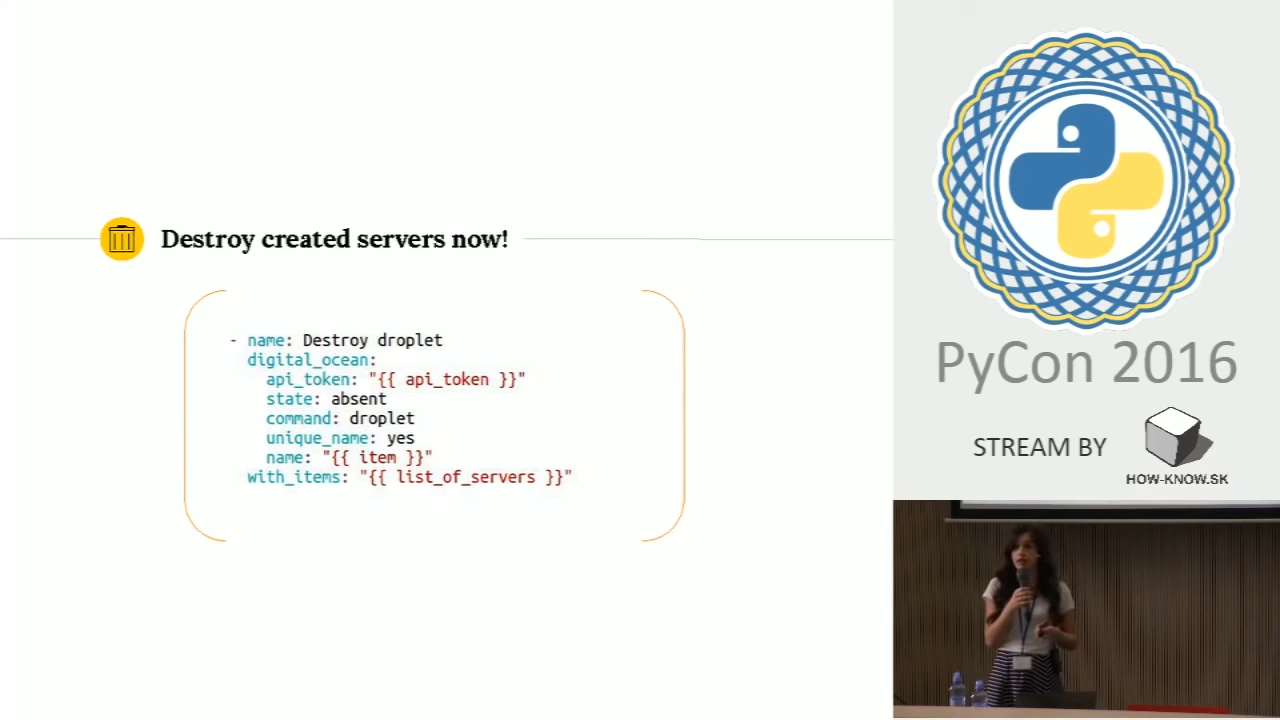 Destroy created servers now!
- name: Destroy droplet
digital_ocean:
api_token: "{{ api_token }}"
state: absent
command: droplet
unique_name: yes
name: "{{ item }}"
with_items: "{{ list_of_servers }}"
PyCon 2016
STREAM BY
HOW-KNOW.SK